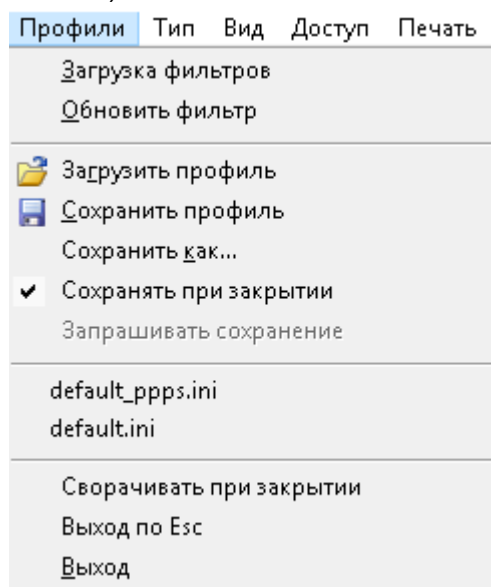 Профили Тип Вид Доступ Печать
Загрузка фильтров
Обновить фильтр
Загрузить профиль
Сохранить профиль
Сохранить как...
Сохранять при закрытии
Запрашивать сохранение
default_ppps.ini
default.ini
Сворачивать при закрытии
Выход по Esc
Выход